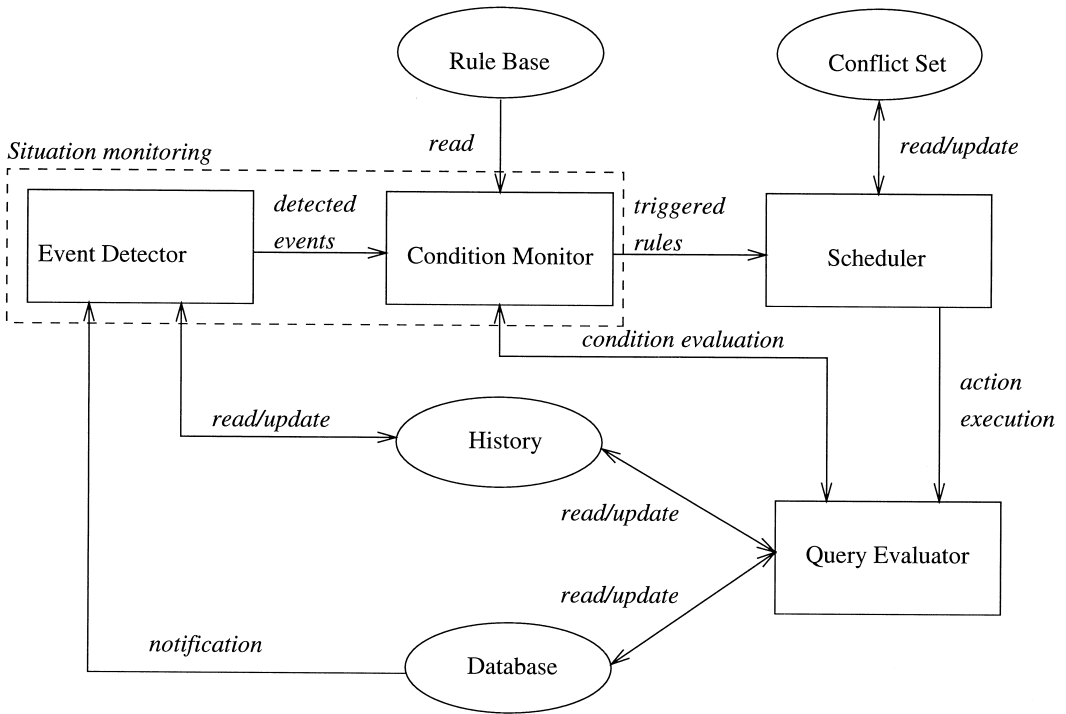 Rule Base
Conflict Set
read
read/update
Situation monitoring
detected
events
triggered
rules
Event Detector
Condition Monitor
Scheduler
condition evaluation
action
execution
read/update
History
read/update
Query Evaluator
read/update
notification
Database